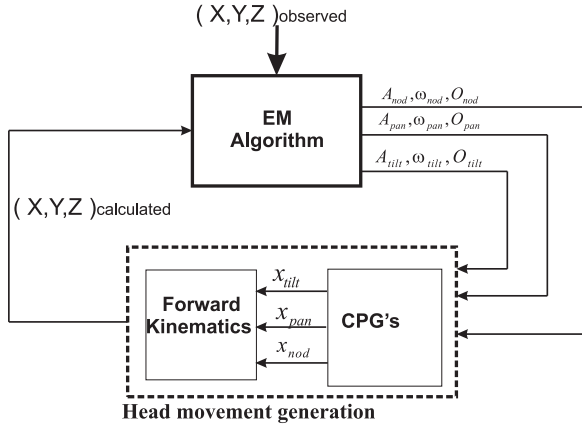 ( X,Y,Z )observed
EM
Algorithm
A_nod, ω_nod, O_nod
A_pan, ω_pan, O_pan
A_tilt, ω_tilt, O_tilt
( X,Y,Z )calculated
Forward
Kinematics
x_tilt
x_pan
x_nod
CPG's
Head movement generation